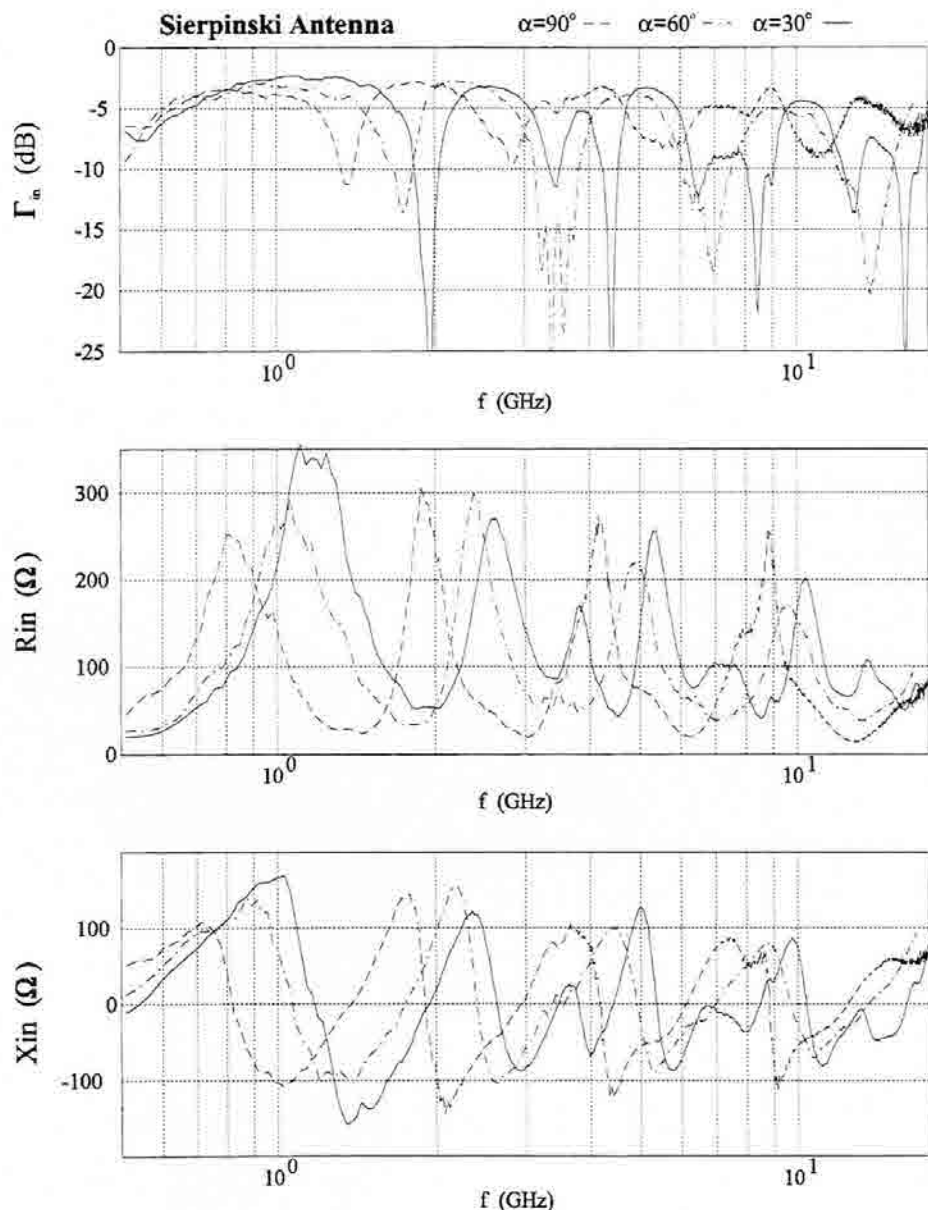 Sierpinski Antenna α=90° α=60° α=30°
0
-5
-10
-15
-20
-25
Γin (dB)
10^0 10^1
f (GHz)
300
200
100
0
Rin (Ω)
10^0 10^1
f (GHz)
100
0
-100
Xin (Ω)
10^0 10^1
f (GHz)